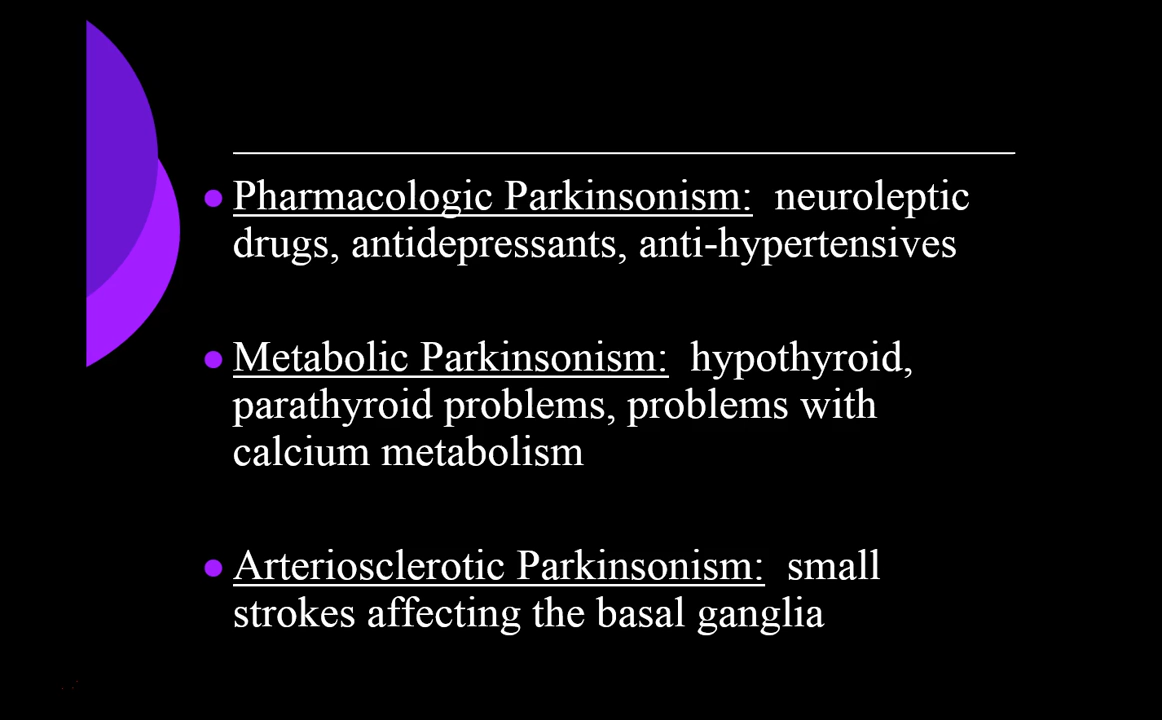 Pharmacologic Parkinsonism: neuroleptic
drugs, antidepressants, anti-hypertensives
Metabolic Parkinsonism: hypothyroid,
parathyroid problems, problems with
calcium metabolism
Arteriosclerotic Parkinsonism: small
strokes affecting the basal ganglia